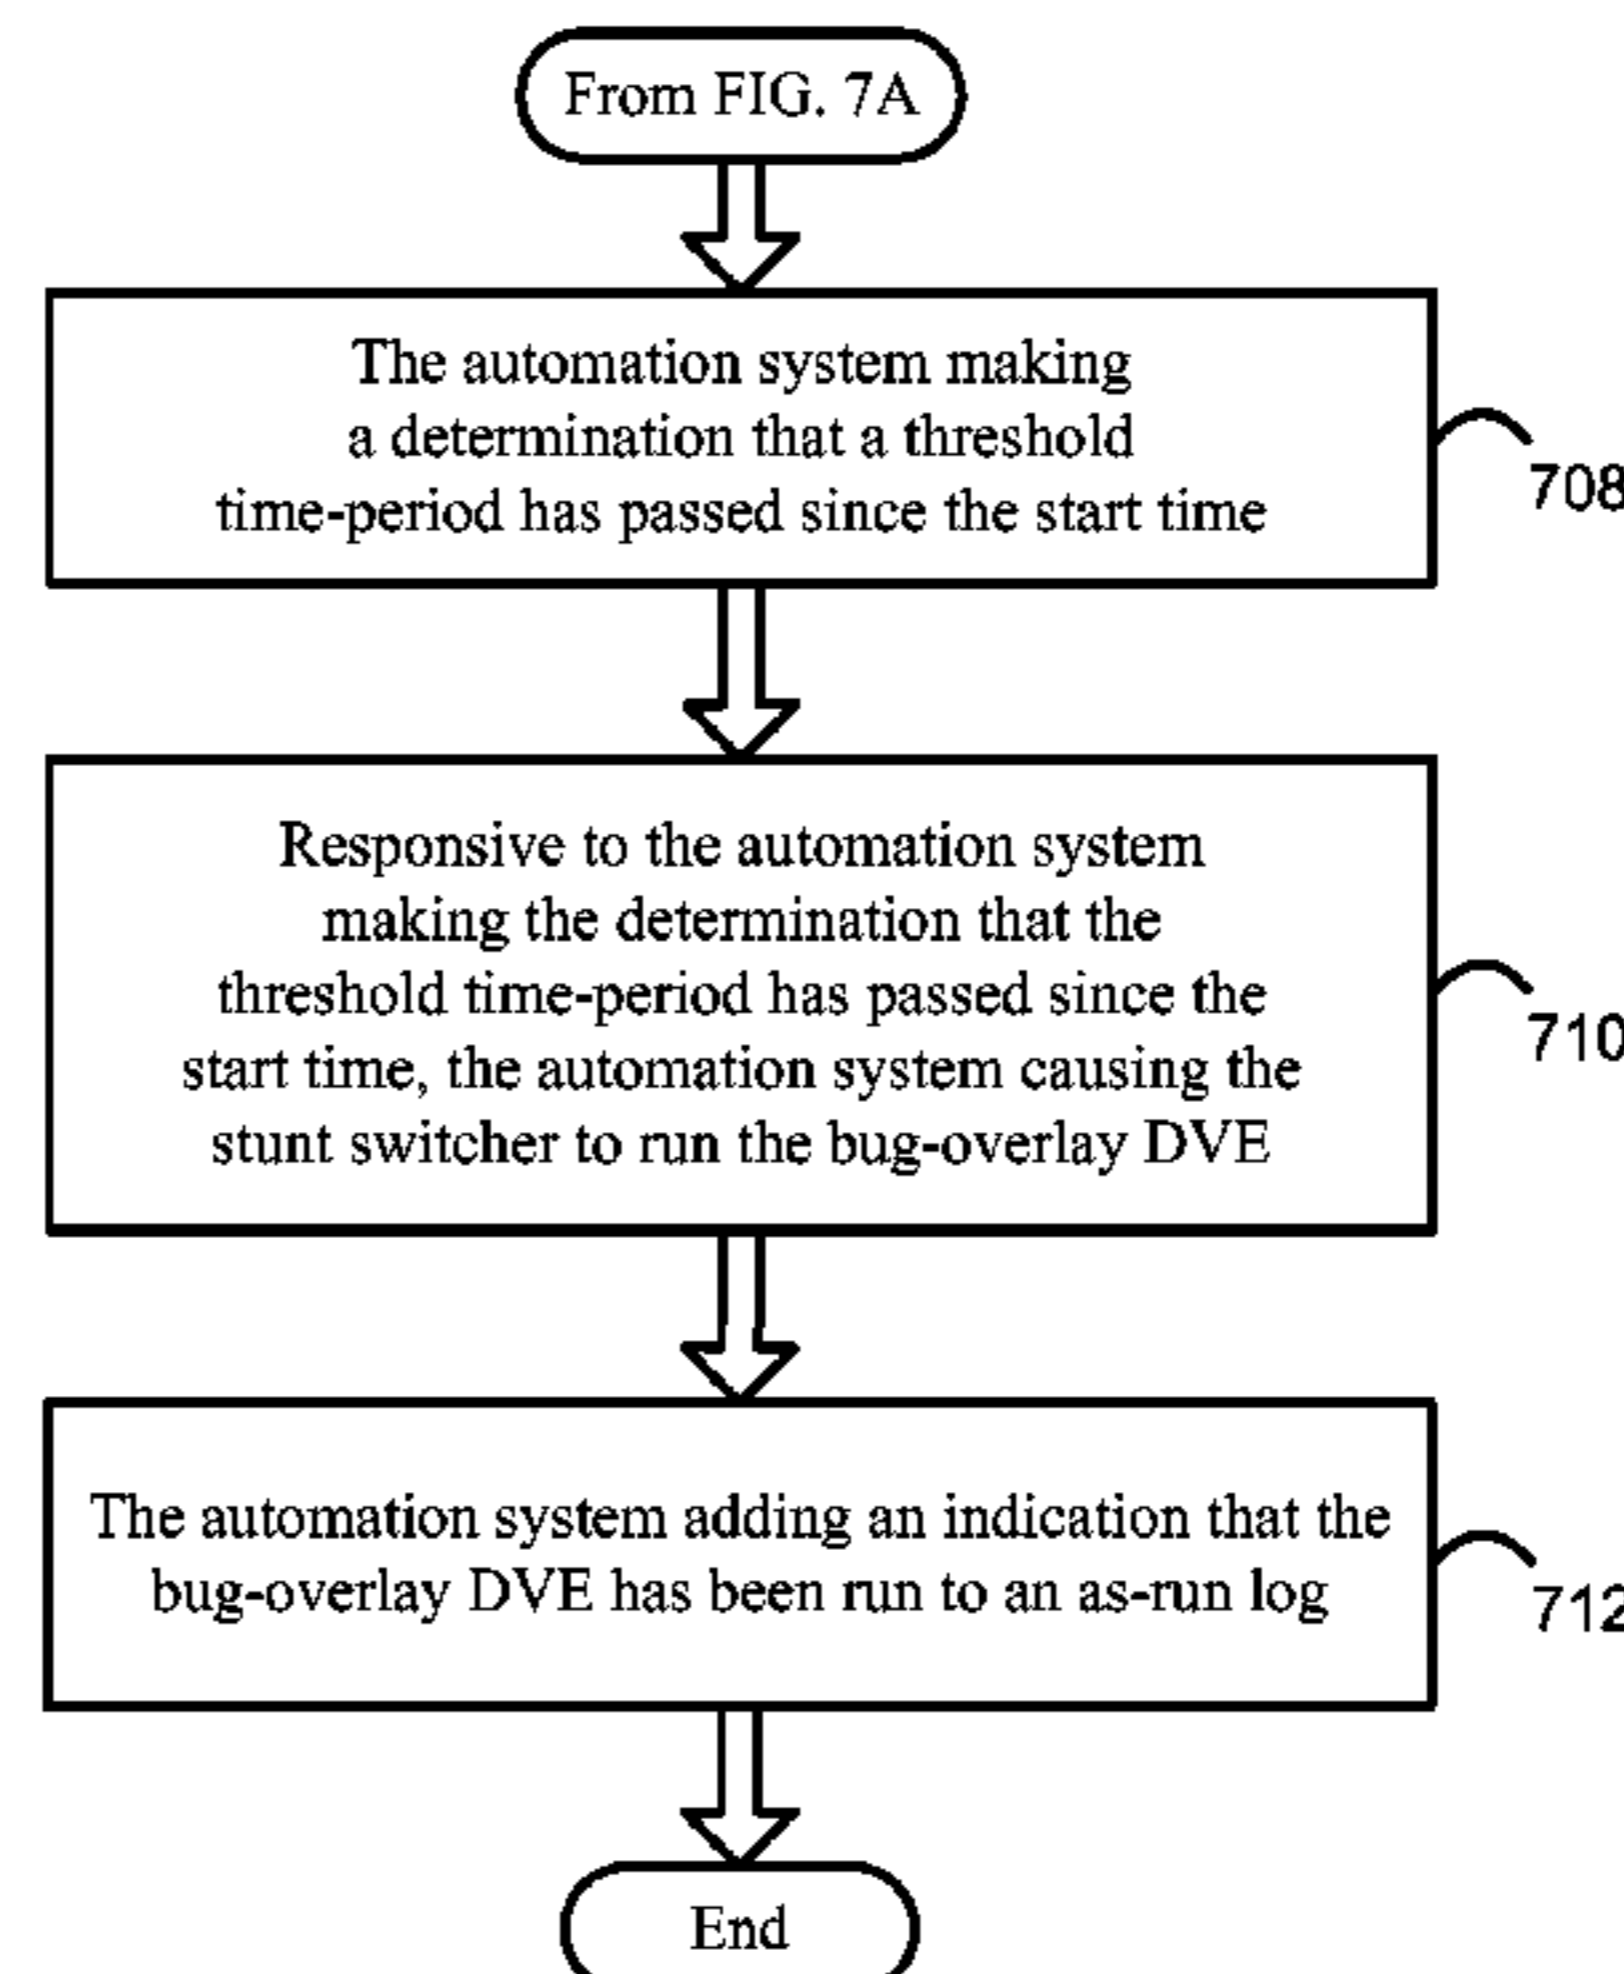 From FIG. 7A
The automation system making
a determination that a threshold
time-period has passed since the start time
708
Responsive to the automation system
making the determination that the
threshold time-period has passed since the
start time, the automation system causing the
stunt switcher to run the bug-overlay DVE
710
The automation system adding an indication that the
bug-overlay DVE has been run to an as-run log
712
End